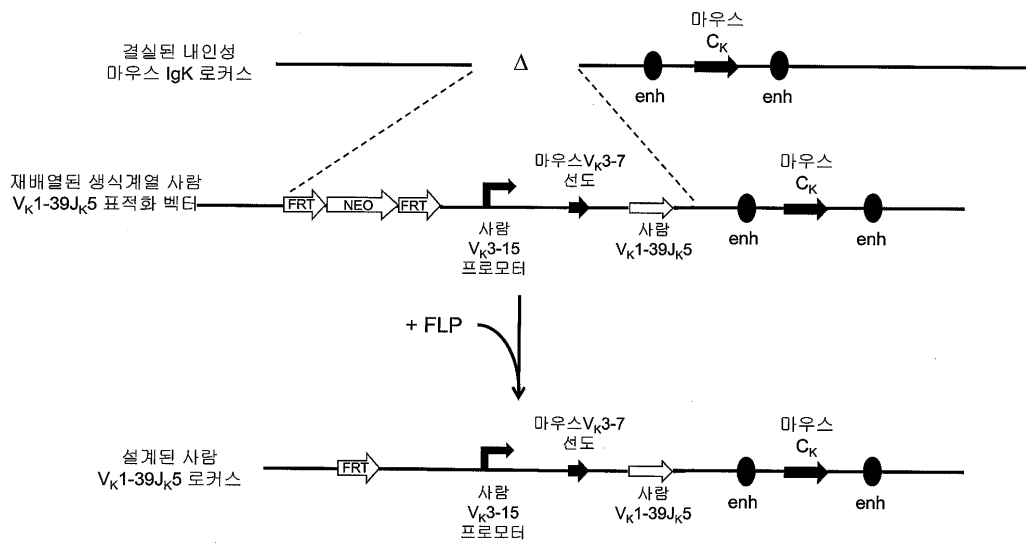 결실된 내인성
마우스 IgK 로커스
Δ
마우스
CK
enh
enh
재배열된 생식계열 사람
VK1-39JK5 표적화 벡터
FRT
NEO
FRT
마우스VK3-7
선도
마우스
CK
사람
VK3-15
프로모터
사람
VK1-39JK5
enh
enh
+ FLP
설계된 사람
VK1-39JK5 로커스
FRT
마우스VK3-7
선도
마우스
CK
사람
VK3-15
프로모터
사람
VK1-39JK5
enh
enh